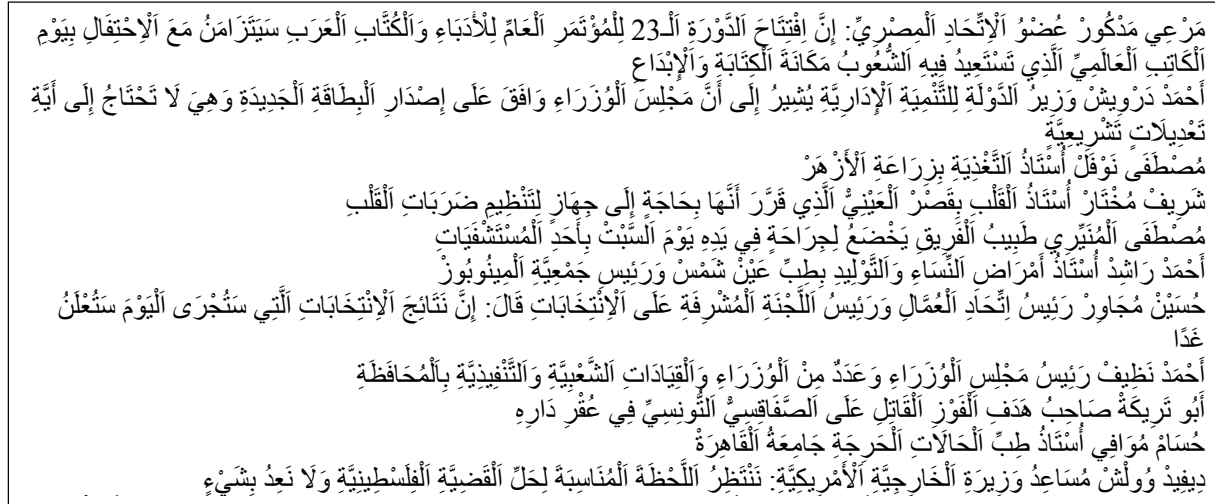 مَرْعِي مَدْكُورْ عُضْوُ اَلْاِتِّحَادِ اَلْمِصْرِيِّ: إِنَّ اِفْتِتَاحَ اَلدَّوْرَةِ اَلْـ23 لِلْمُؤْتَمَرِ اَلْعَامِّ لِلْأُدَبَاءِ وَالْكُتَّابِ اَلْعَرَبِ سَيَتَزَامَنُ مَعَ اَلْاِحْتِفَالِ بِيَوْمِ
اَلْكَاتِبِ اَلْعَالَمِيِّ اَلَّذِي تَسْتَعِيدُ فِيهِ اَلشُّعُوبُ مَكَانَةَ اَلْكِتَابَةِ وَالْإِبْدَاعِ
أَحْمَدْ دَرْوِيشْ وَزِيرُ اَلدَّوْلَةِ لِلتَّنْمِيَةِ اَلْإِدَارِيَّةِ يُشِيرُ إِلَى أَنَّ مَجْلِسَ اَلْوُزَرَاءِ وَافَقَ عَلَى إِصْدَارِ اَلْبِطَاقَةِ اَلْجَدِيدَةِ وَهِيَ لَا تَحْتَاجُ إِلَى أَيَّةِ
تَعْدِيلَاتٍ تَشْرِيعِيَّةٍ
مُصْطَفَى نَوْفَلْ أُسْتَاذُ اَلتَّغْذِيَةِ بِزِرَاعَةِ اَلْأَزْهَرْ
شَرِيفْ مُخْتَارْ أُسْتَاذُ اَلْقَلْبِ بِقَصْرْ اَلْعَيْنِيِّ اَلَّذِي قَرَّرَ أَنَّهَا بِحَاجَةٍ إِلَى جِهَازٍ لِتَنْظِيمِ ضَرَبَاتِ اَلْقَلْبِ
مُصْطَفَى اَلْمُنَيِّرِي طَبِيبُ اَلْفَرِيقِ يَخْضَعُ لِجِرَاحَةٍ فِي يَدِهِ يَوْمَ اَلسَّبْتْ بِأَحَدِ اَلْمُسْتَشْفَيَاتِ
أَحْمَدْ رَاشِدْ أُسْتَاذُ أَمْرَاضِ اَلنِّسَاءِ وَالتَّوْلِيدِ بِطِبِّ عَيْنْ شَمْسْ وَرَئِيسِ جَمْعِيَّةِ اَلْمِينُوبُوزْ
حُسَيْنْ مُجَاوِرْ رَئِيسُ اِتِّحَادِ اَلْعُمَّالِ وَرَئِيسُ اَللَّجْنَةِ اَلْمُشْرِفَةِ عَلَى اَلْاِنْتِخَابَاتِ قَالَ: إِنَّ نَتَائِجَ اَلْاِنْتِخَابَاتِ اَلَّتِي سَتُجْرَى اَلْيَوْمَ سَتُعْلَنُ
غَدًا
أَحْمَدْ نَظِيفْ رَئِيسُ مَجْلِسِ اَلْوُزَرَاءِ وَعَدَدٌ مِنْ اَلْوُزَرَاءِ وَالْقِيَادَاتِ اَلشَّعْبِيَّةِ وَالتَّنْفِيذِيَّةِ بِالْمُحَافَظَةِ
أَبُو تَرِيكَةْ صَاحِبُ هَدَفِ اَلْفَوْزِ اَلْقَاتِلِ عَلَى اَلصَّفَاقِسِيِّ اَلتُّونِسِيِّ فِي عُقْرِ دَارِهِ
حُسَامْ مُوَافِي أُسْتَاذُ طِبِّ اَلْحَالَاتِ اَلْحَرِجَةِ جَامِعَةُ اَلْقَاهِرَةْ
دِيفِيدْ وُولْشْ مُسَاعِدُ وَزِيرَةِ اَلْخَارِجِيَّةِ اَلْأَمْرِيكِيَّةِ: نَنْتَظِرُ اَللَّحْظَةَ اَلْمُنَاسِبَةَ لِحَلِّ اَلْقَضِيَّةِ اَلْفِلَسْطِينِيَّةِ وَلَا نَعِدُ بِشَيْءٍ